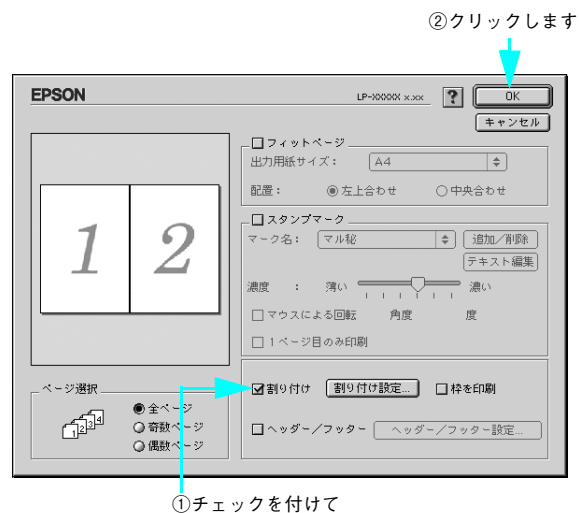 ②クリックします
EPSON
LP-XXXXX x.xx
?
OK
キャンセル
フィットページ
出力用紙サイズ： A4
配置： 左上合わせ 中央合わせ
スタンプマーク
マーク名： マル秘 追加／削除
テキスト編集
濃度 ： 薄い 濃い
マウスによる回転 角度 度
1ページ目のみ印刷
1 2
ページ選択
1 2 3 4
全ページ
奇数ページ
偶数ページ
割り付け 割り付け設定... 枠を印刷
ヘッダー／フッター ヘッダー／フッター設定...
①チェックを付けて